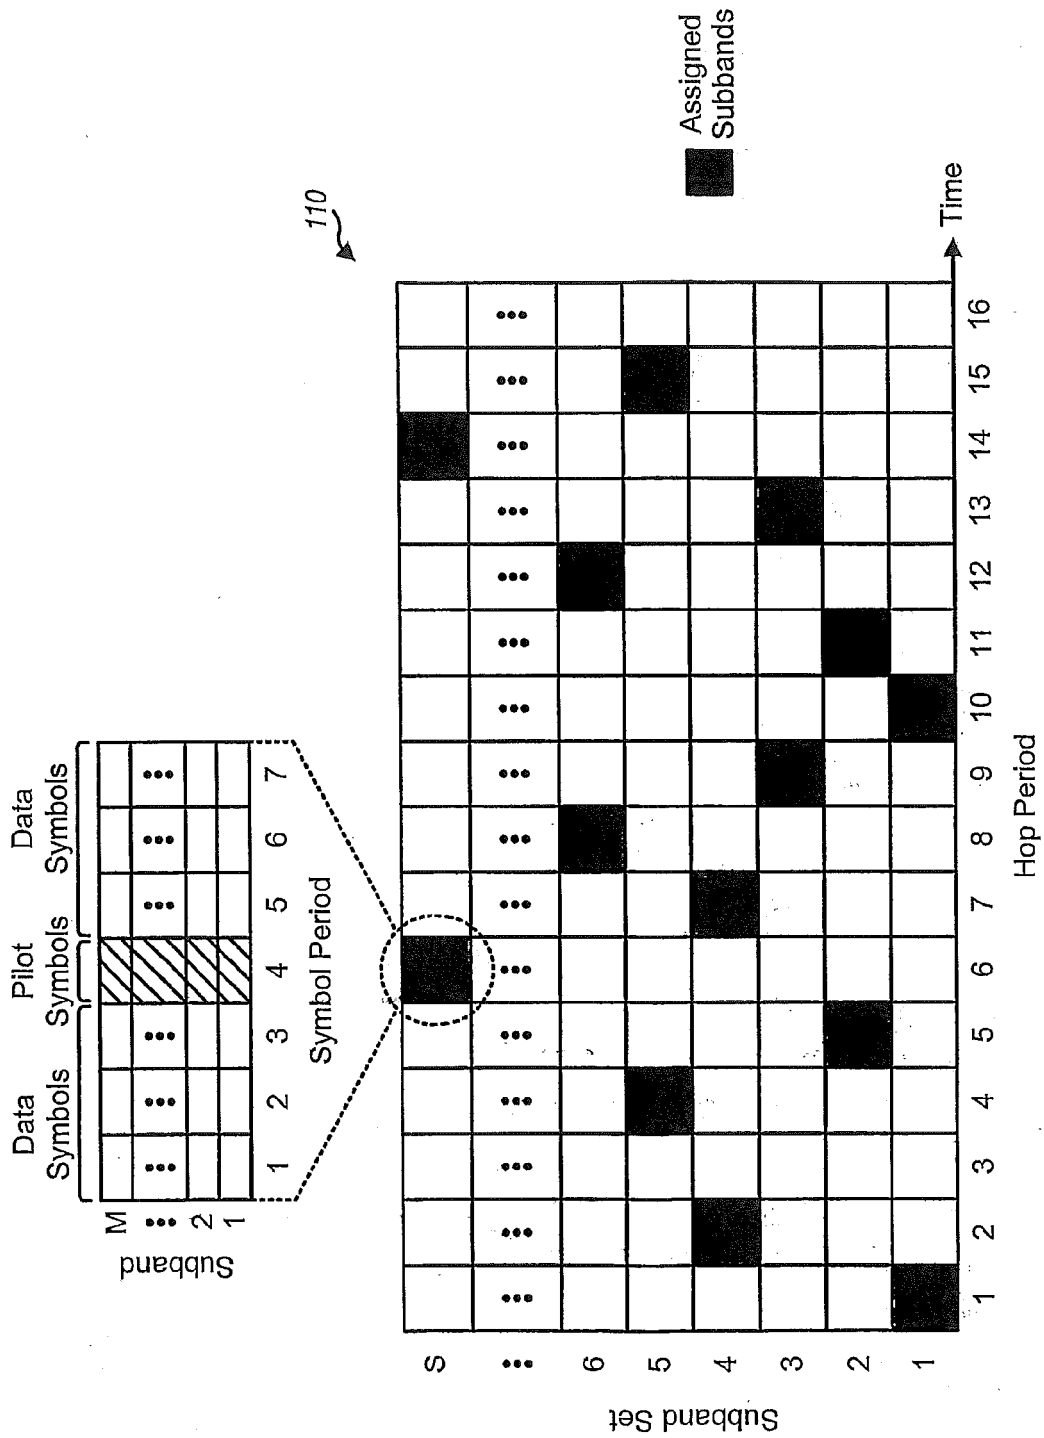 Data
Symbols
Pilot
Symbols
Data
Symbols
Subband
M
•••
2
1
••• ••• ••• ••• ••• •••
1 2 3 4 5 6 7
Symbol Period
110
Subband Set
S
•••
6
5
4
3
2
1
••• ••• ••• ••• ••• ••• ••• ••• ••• ••• ••• ••• ••• ••• ••• •••
1 2 3 4 5 6 7 8 9 10 11 12 13 14 15 16
Time
Hop Period
Assigned
Subbands